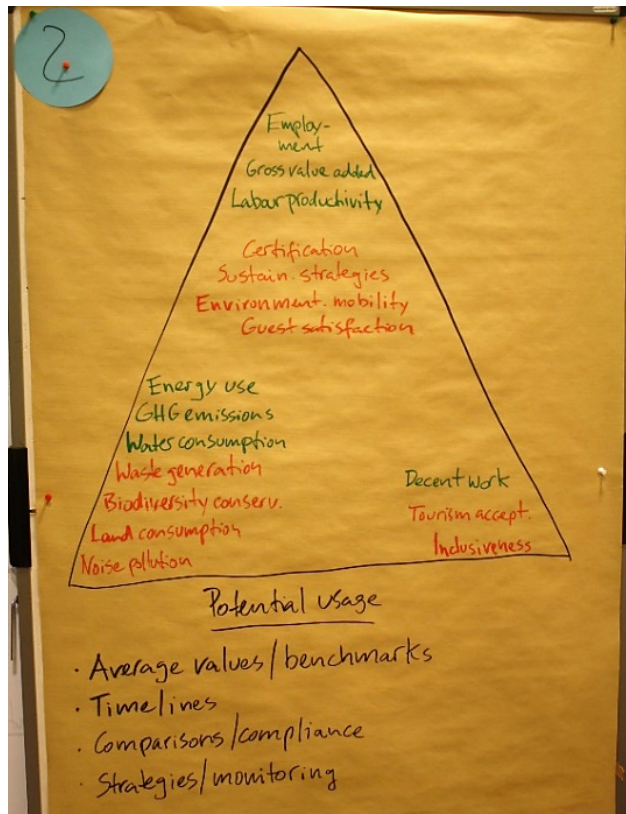 2
Employ-
ment
Gross value added
Labar productivity
Certification
Sustain. strategies
Environment. mobility
Guest satisfaction
Energy use
GHG emissions
Water consumption
Waste generation
Biodiversity conserv.
Land consumption
Noise pollution
Decent work
Tourism accept.
Inclusiveness
Potential usage
· Average values/benchmarks
· Timelines
· Comparisons/compliance
· Strategies/monitoring